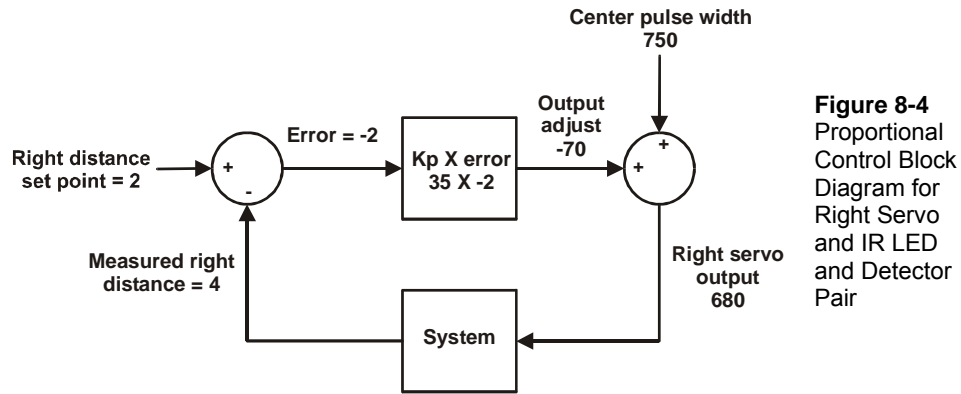 Center pulse width
750
Right distance
set point = 2
+
-
Error = -2
Kp X error
35 X -2
Output
adjust
-70
+
+
Right servo
output
680
System
Measured right
distance = 4
Figure 8-4
Proportional
Control Block
Diagram for
Right Servo
and IR LED
and Detector
Pair